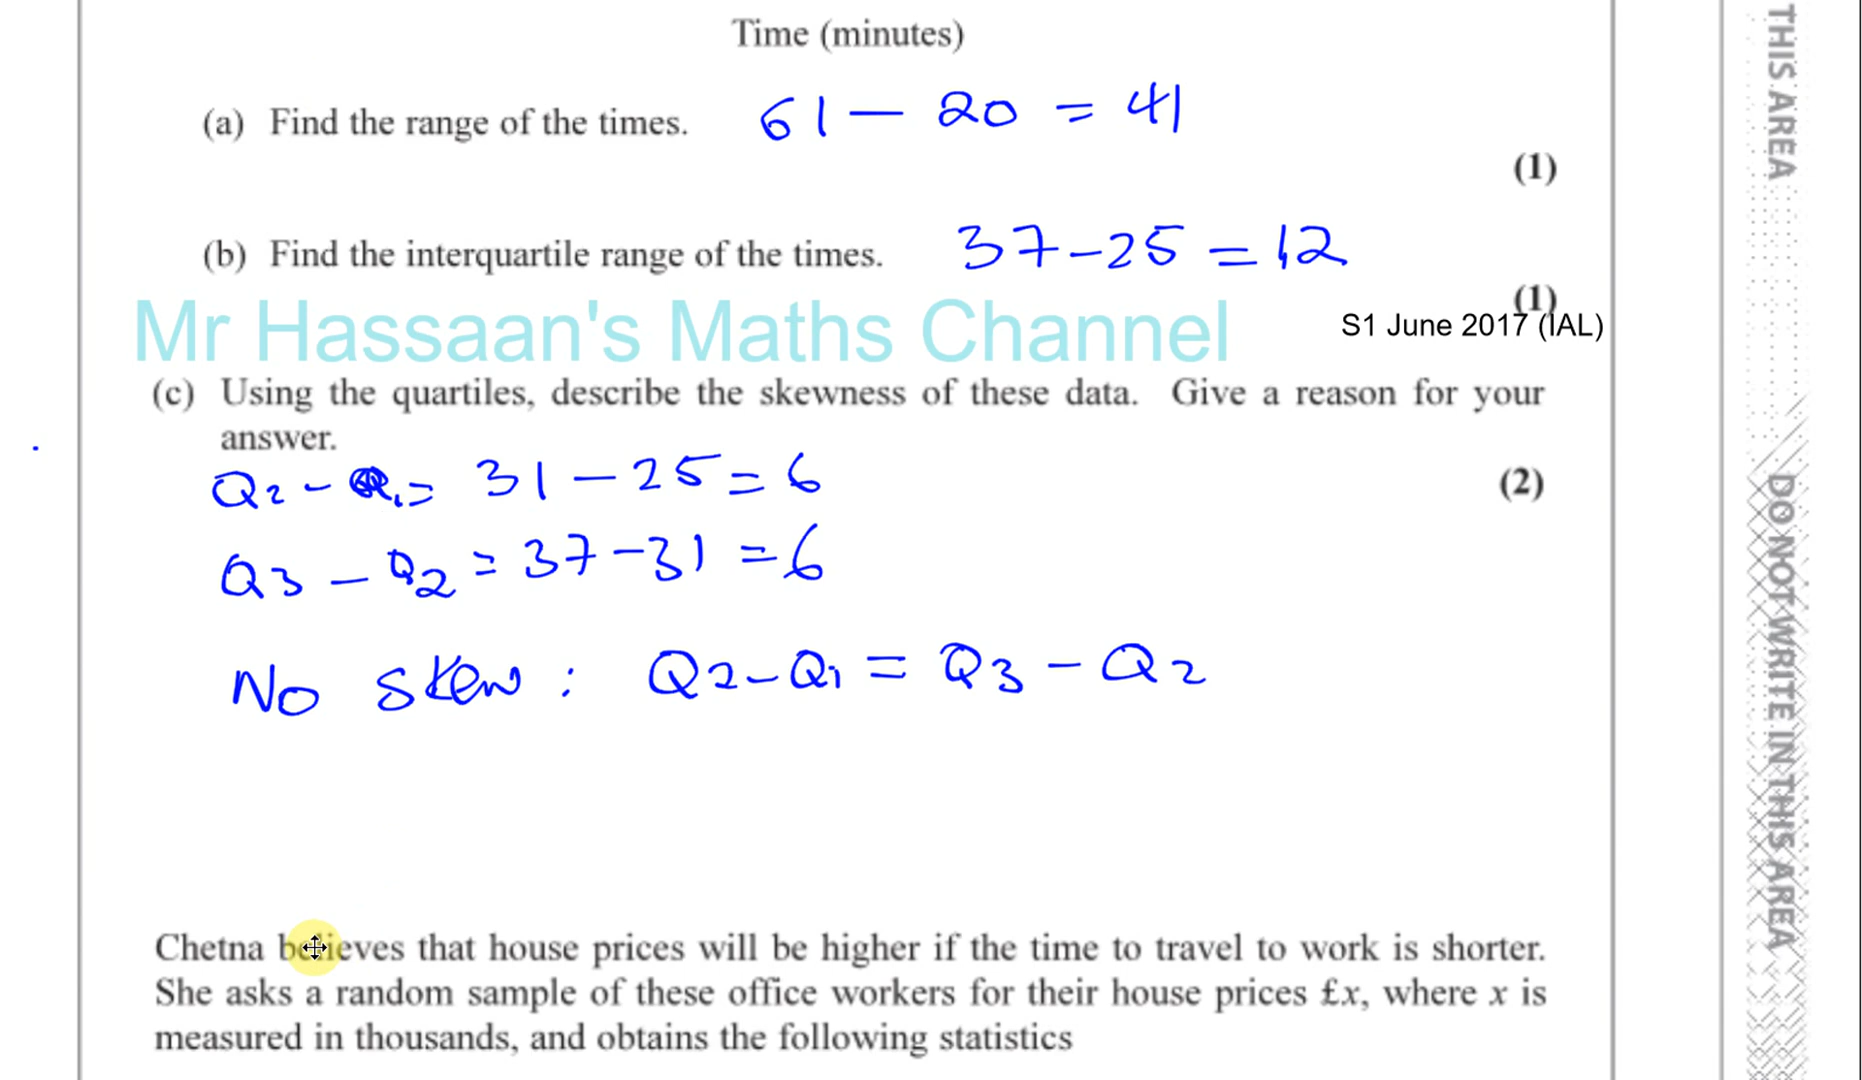 Time (minutes)
(a) Find the range of the times. 61 - 20 = 41
(1)
(b) Find the interquartile range of the times. 37-25 = 12
(1)
Mr Hassaan's Maths Channel
S1 June 2017 (IAL)
(c) Using the quartiles, describe the skewness of these data. Give a reason for your
answer.
Q2 - Q1 = 31 - 25 = 6
(2)
Q3 - Q2 = 37-31 = 6
No skew : Q2-Q1 = Q3 - Q2
Chetna believes that house prices will be higher if the time to travel to work is shorter.
She asks a random sample of these office workers for their house prices £x, where x is
measured in thousands, and obtains the following statistics
THIS AREA
DO NOT WRITE IN THIS AREA